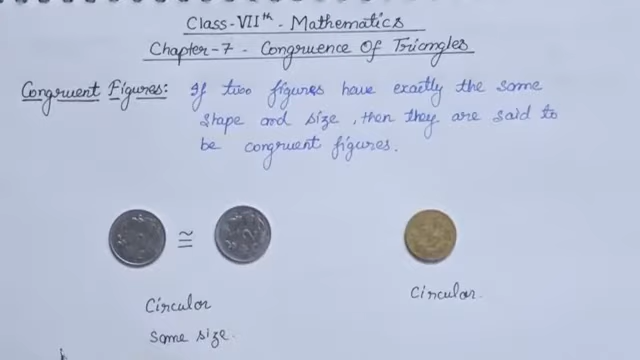 Class-VIIth - Mathematics
Chapter-7 - Congruence Of Triangles
Congruent Figures: If two figures have exactly the same
shape and size, then they are said to
be congruent figures.
≅
Circular
Circular.
Same size.